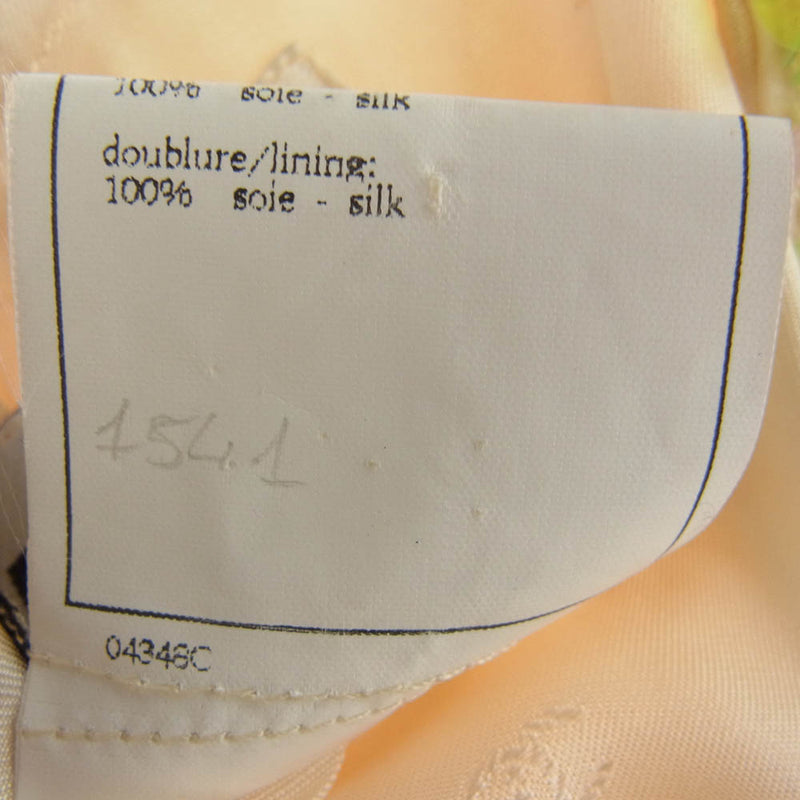 100% soie - silk
doublure/lining:
100% soie - silk
1541
04348C